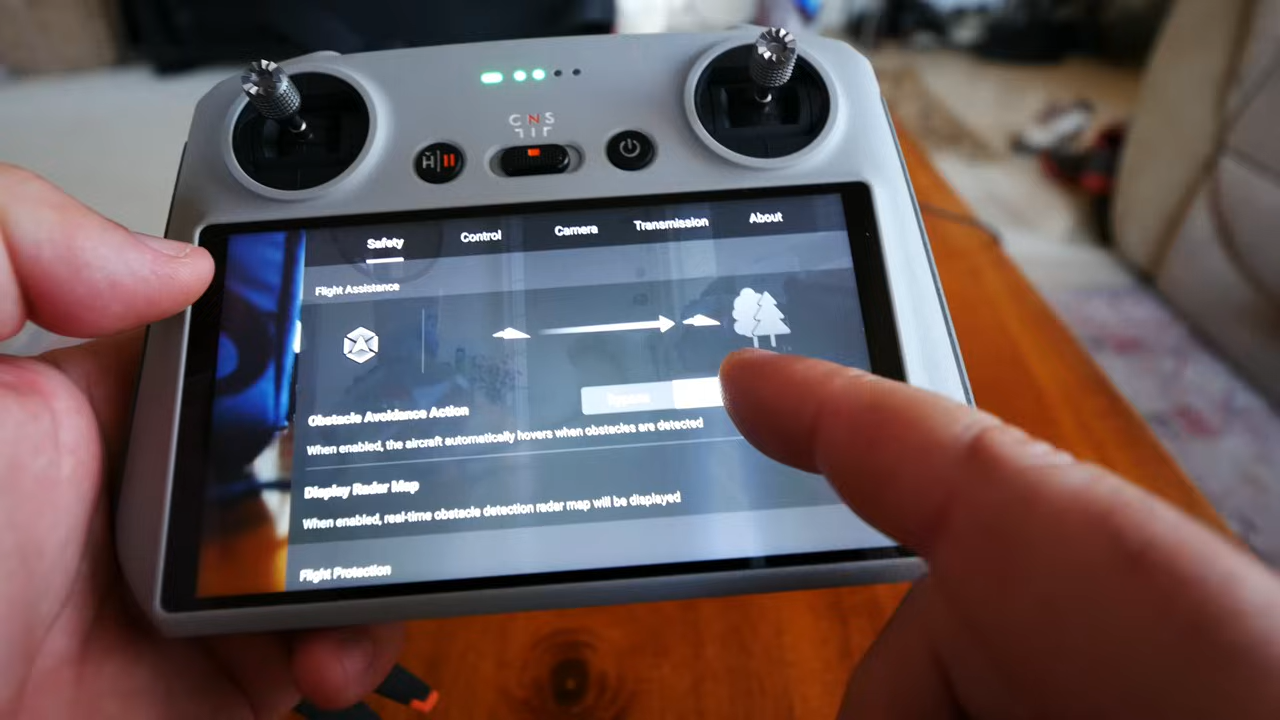 C N S
H
Safety Control Camera Transmission About
Flight Assistance
Obstacle Avoidance Action
When enabled, the aircraft automatically hovers when obstacles are detected
Display Radar Map
When enabled, real-time obstacle detection radar map will be displayed
Flight Protection